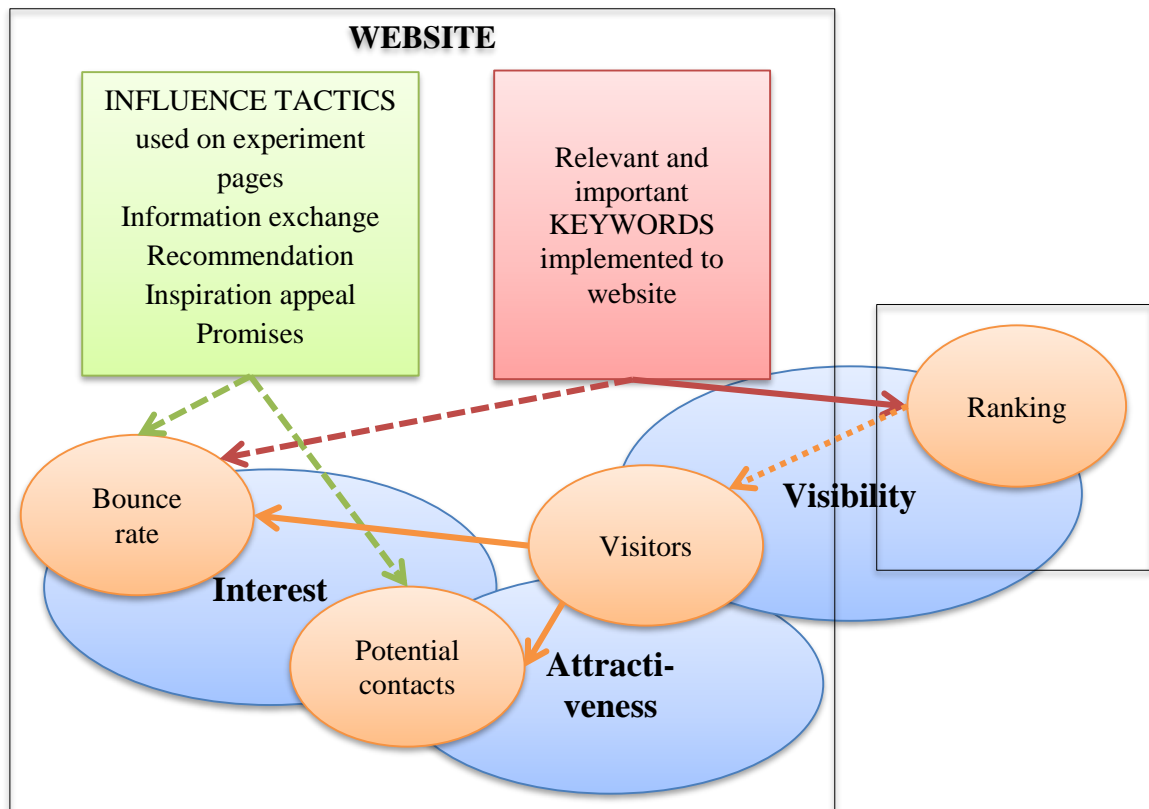 WEBSITE
INFLUENCE TACTICS
used on experiment
pages
Information exchange
Recommendation
Inspiration appeal
Promises
Relevant and
important
KEYWORDS
implemented to
website
Ranking
Visibility
Bounce
rate
Visitors
Interest
Potential
contacts
Attracti-
veness